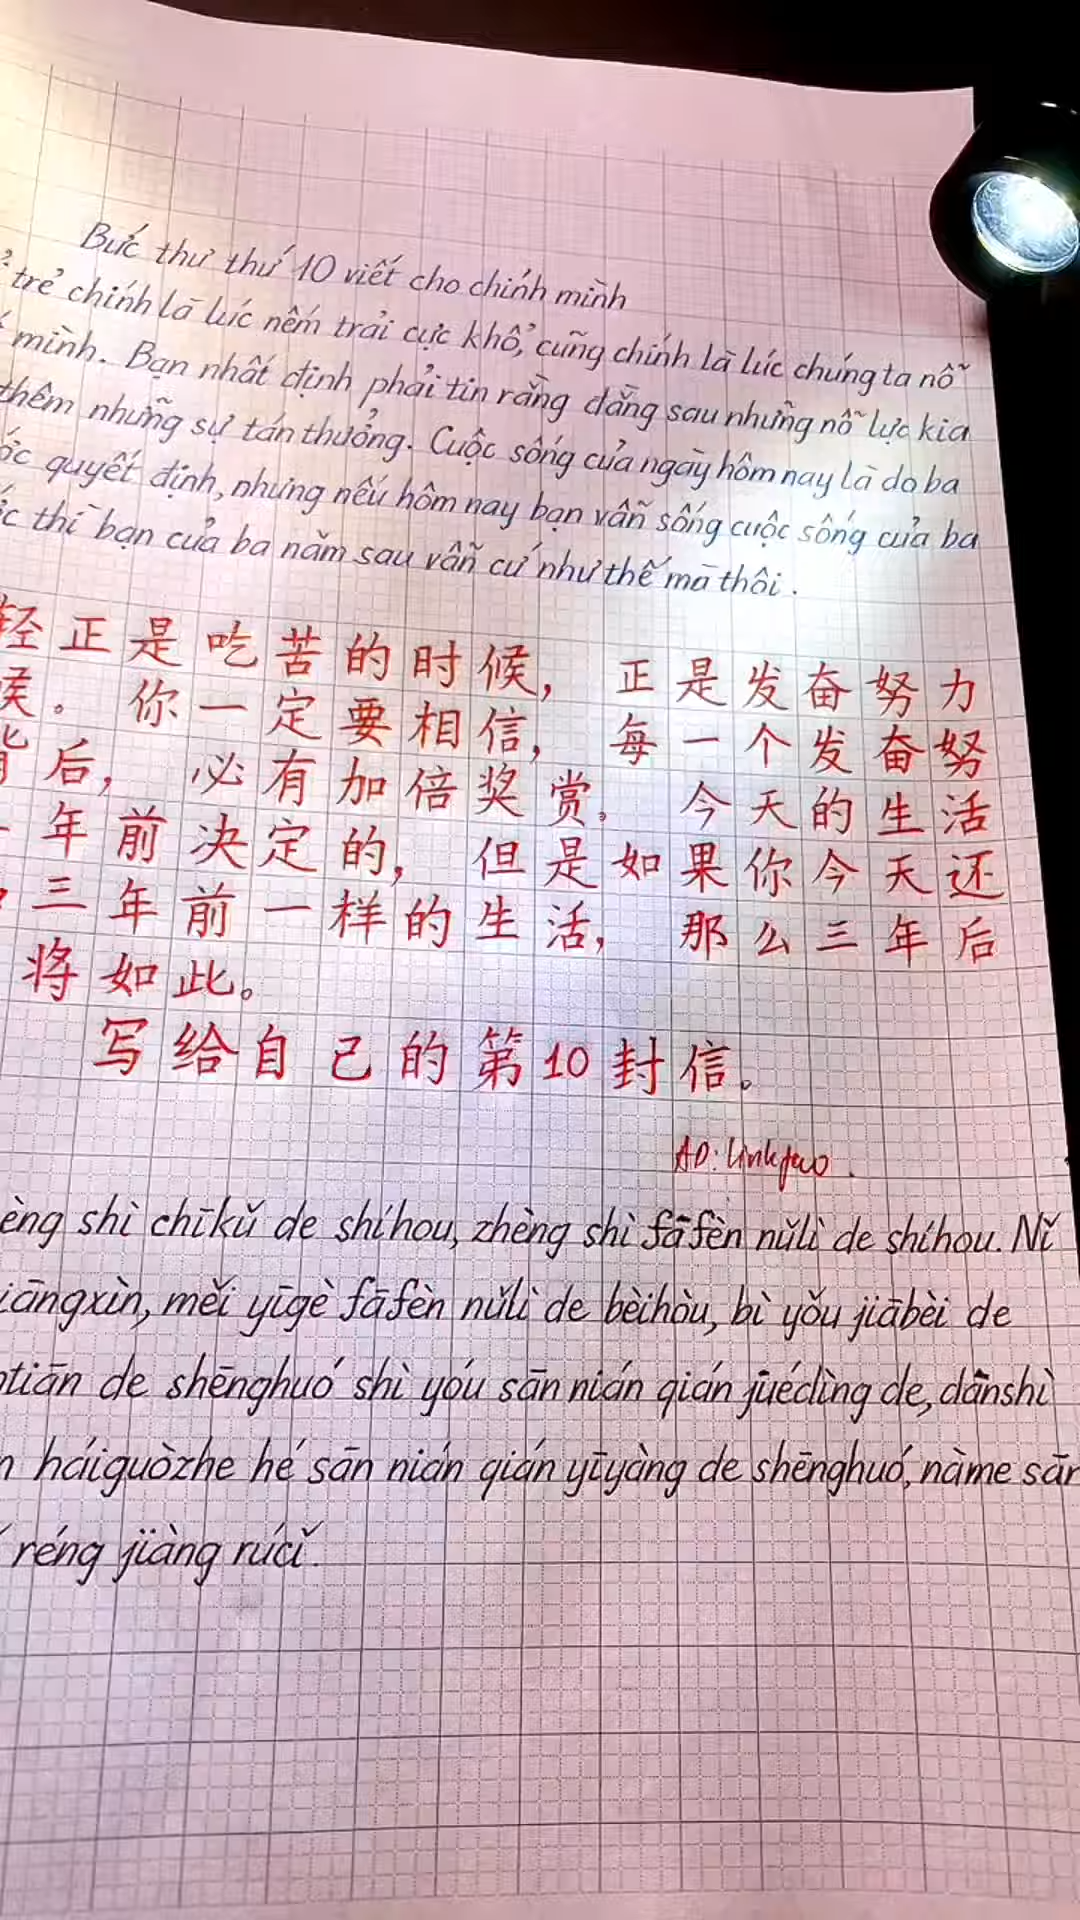 Bức thư thứ 10 viết cho chính mình
trẻ chính là lúc nếm trải cực khổ, cũng chính là lúc chúng ta nỗ
mình. Bạn nhất định phải tin rằng đằng sau những nỗ lực kia
thêm những sự tán thưởng. Cuộc sống của ngày hôm nay là do ba
quyết định, nhưng nếu hôm nay bạn vẫn sống cuộc sống của ba
thì bạn của ba năm sau vẫn cứ như thế mà thôi.
轻正是吃苦的时候，正是发奋努力
候。你一定要相信，每一个发奋努
背后，必有加倍奖赏。今天的生活
年前决定的，但是如果你今天还
三年前一样的生活，那么三年后
将如此。
写给自己的第10封信。
AD: Linkjao.
èng shì chīkǔ de shíhou, zhèng shì fāfèn nǔlì de shíhou. Nǐ
iāngxìn, měi yīgè fāfèn nǔlì de bèihòu, bì yǒu jiābèi de
tiān de shēnghuó shì yóu sān nián qián juédìng de, dànshì
háiguòzhe hé sān nián qián yīyàng de shēnghuó, nàme sān
réng jiàng rúcǐ.